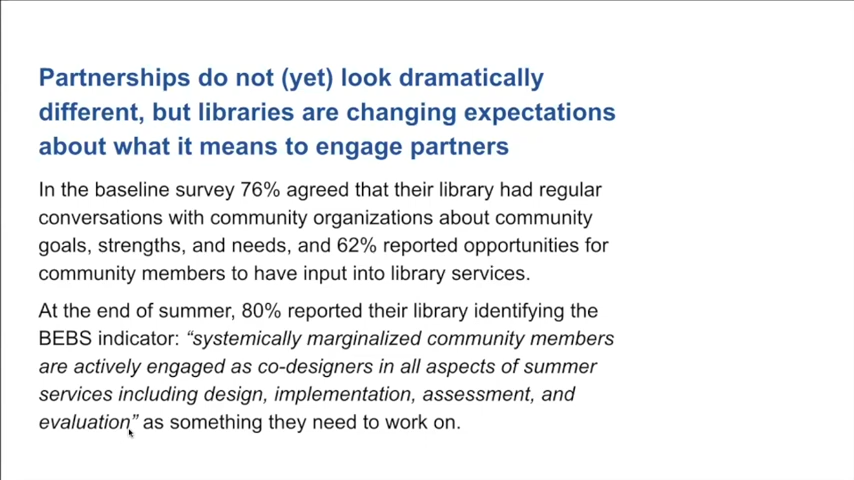 Partnerships do not (yet) look dramatically
different, but libraries are changing expectations
about what it means to engage partners
In the baseline survey 76% agreed that their library had regular
conversations with community organizations about community
goals, strengths, and needs, and 62% reported opportunities for
community members to have input into library services.
At the end of summer, 80% reported their library identifying the
BEBS indicator: “systemically marginalized community members
are actively engaged as co-designers in all aspects of summer
services including design, implementation, assessment, and
evaluation” as something they need to work on.